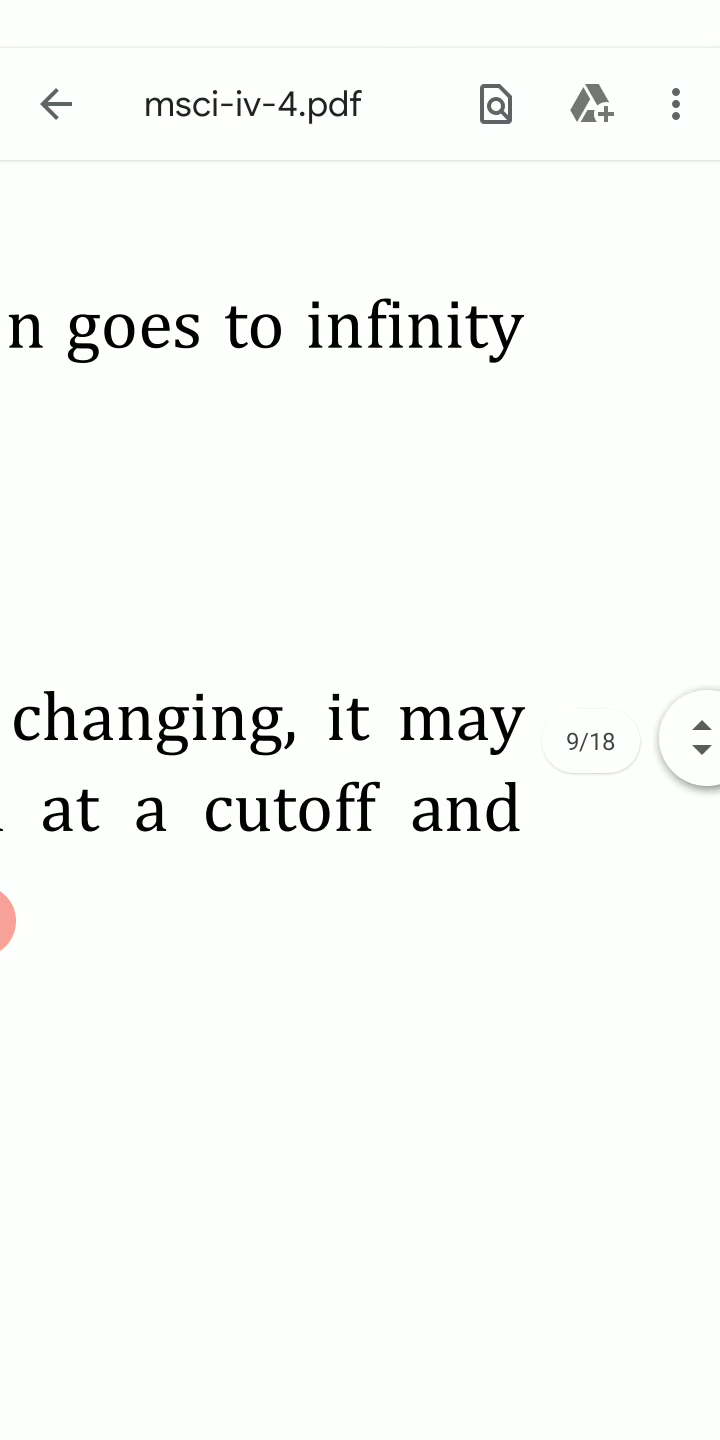 msci-iv-4.pdf
n goes to infinity
changing, it may
9/18
at a cutoff and